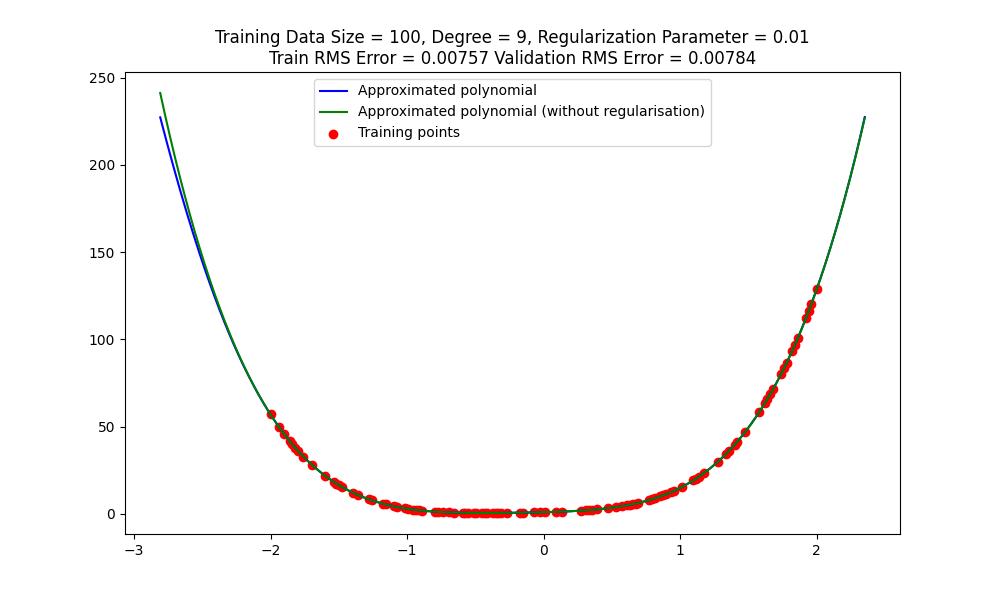 Training Data Size = 100, Degree = 9, Regularization Parameter = 0.01
Train RMS Error = 0.00757 Validation RMS Error = 0.00784
Approximated polynomial
Approximated polynomial (without regularisation)
Training points
250
200
150
100
50
0
−3 −2 −1 0 1 2